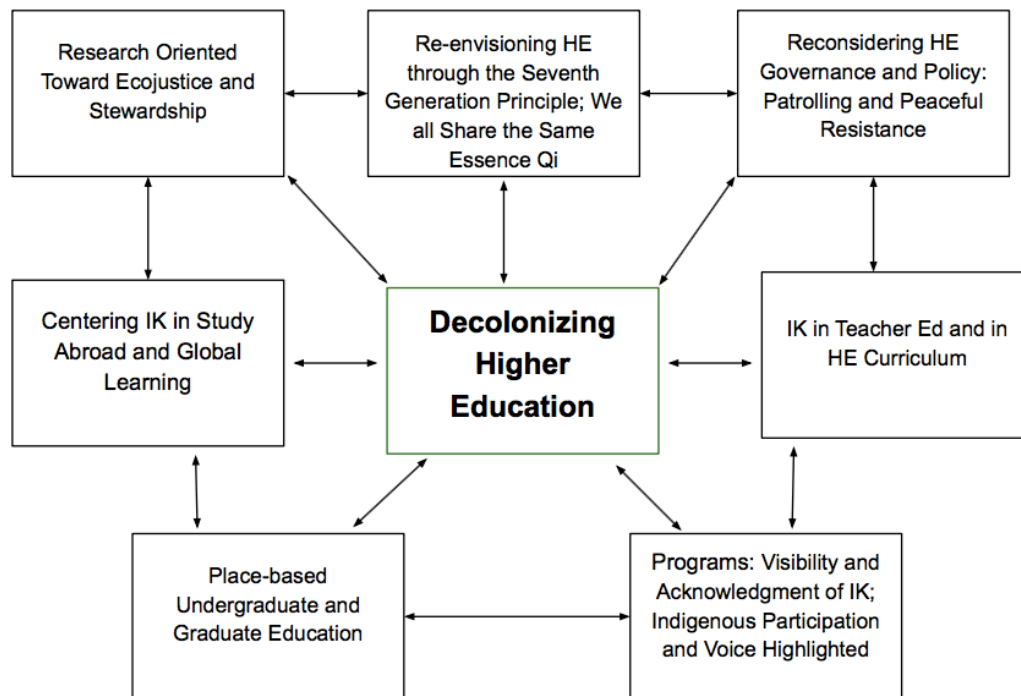 Research Oriented
Toward Ecojustice and
Stewardship
Re-envisioning HE
through the Seventh
Generation Principle; We
all Share the Same
Essence Qi
Reconsidering HE
Governance and Policy:
Patrolling and Peaceful
Resistance
Centering IK in Study
Abroad and Global
Learning
Decolonizing
Higher
Education
IK in Teacher Ed and in
HE Curriculum
Place-based
Undergraduate and
Graduate Education
Programs: Visibility and
Acknowledgment of IK;
Indigenous Participation
and Voice Highlighted